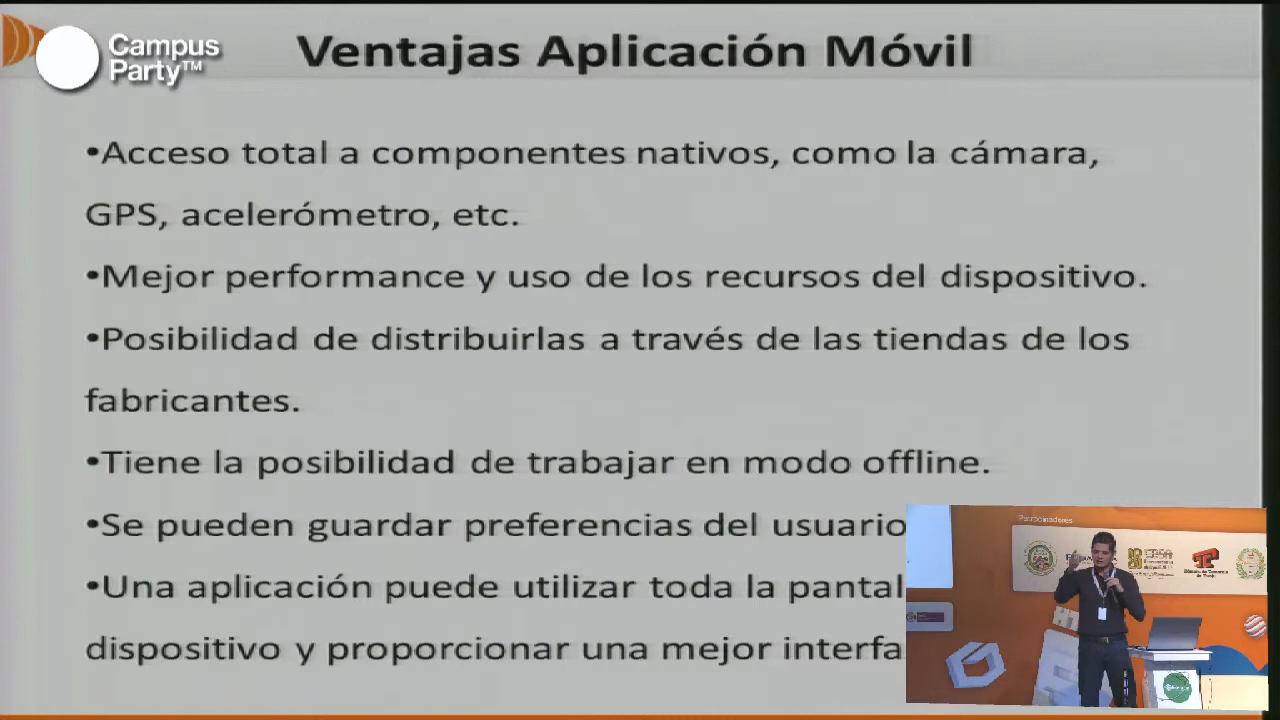 Campus
Party™
Ventajas Aplicación Móvil
•Acceso total a componentes nativos, como la cámara,
GPS, acelerómetro, etc.
•Mejor performance y uso de los recursos del dispositivo.
•Posibilidad de distribuirlas a través de las tiendas de los
fabricantes.
•Tiene la posibilidad de trabajar en modo offline.
•Se pueden guardar preferencias del usuario
•Una aplicación puede utilizar toda la pantal
dispositivo y proporcionar una mejor interfa
Patrocinadores